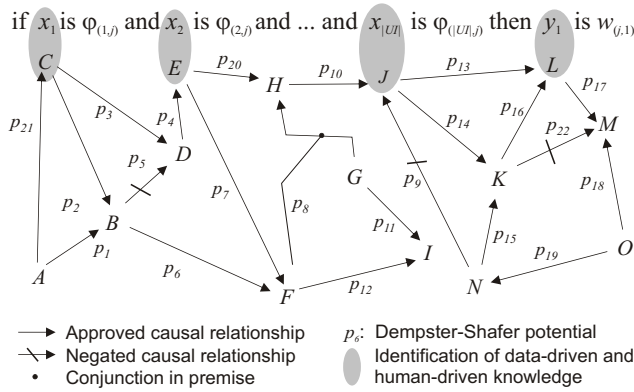 if x₁ is φ₍₁,ⱼ₎ and x₂ is φ₍₂,ⱼ₎ and ... and x|UI| is φ(|UI|,j) then y₁ is w(j,1)
C E H J L
p₂₀ p₁₀ p₁₃ p₁₇
p₂₁ p₃ p₄ p₁₄ p₁₆ p₂₂ M
D p₅ p₇ G p₉ K p₁₈
p₂ B p₈ p₁₁ p₁₅ O
A p₁ p₆ F p₁₂ I N p₁₉
Approved causal relationship
Negated causal relationship
Conjunction in premise
p₆: Dempster-Shafer potential
Identification of data-driven and
human-driven knowledge